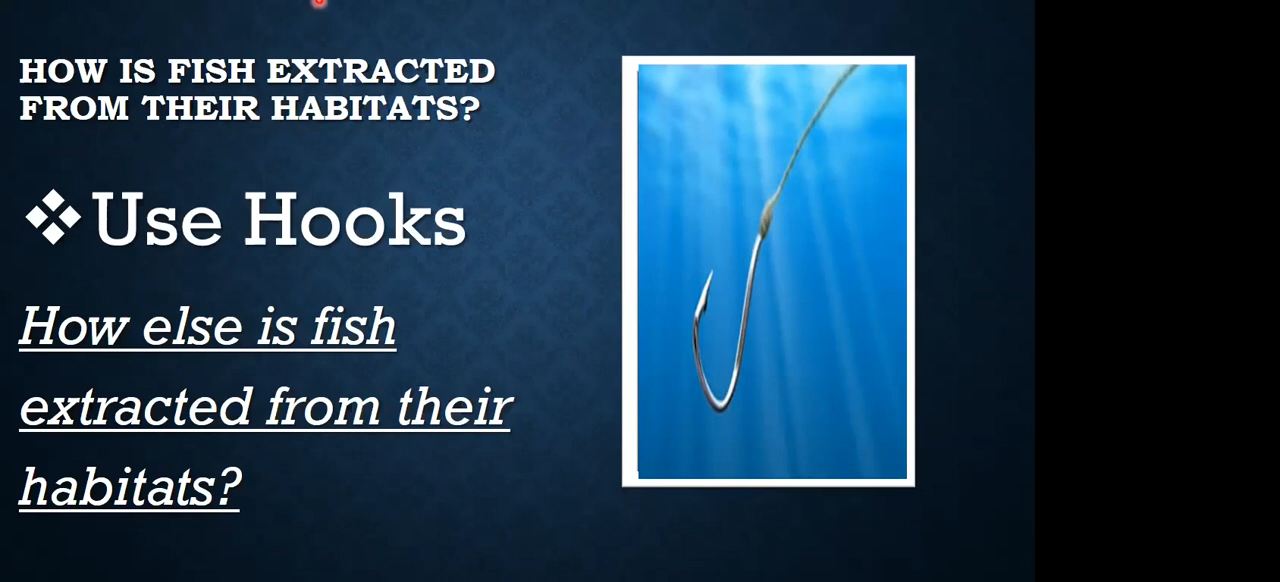 HOW IS FISH EXTRACTED
FROM THEIR HABITATS?
❖Use Hooks
How else is fish
extracted from their
habitats?